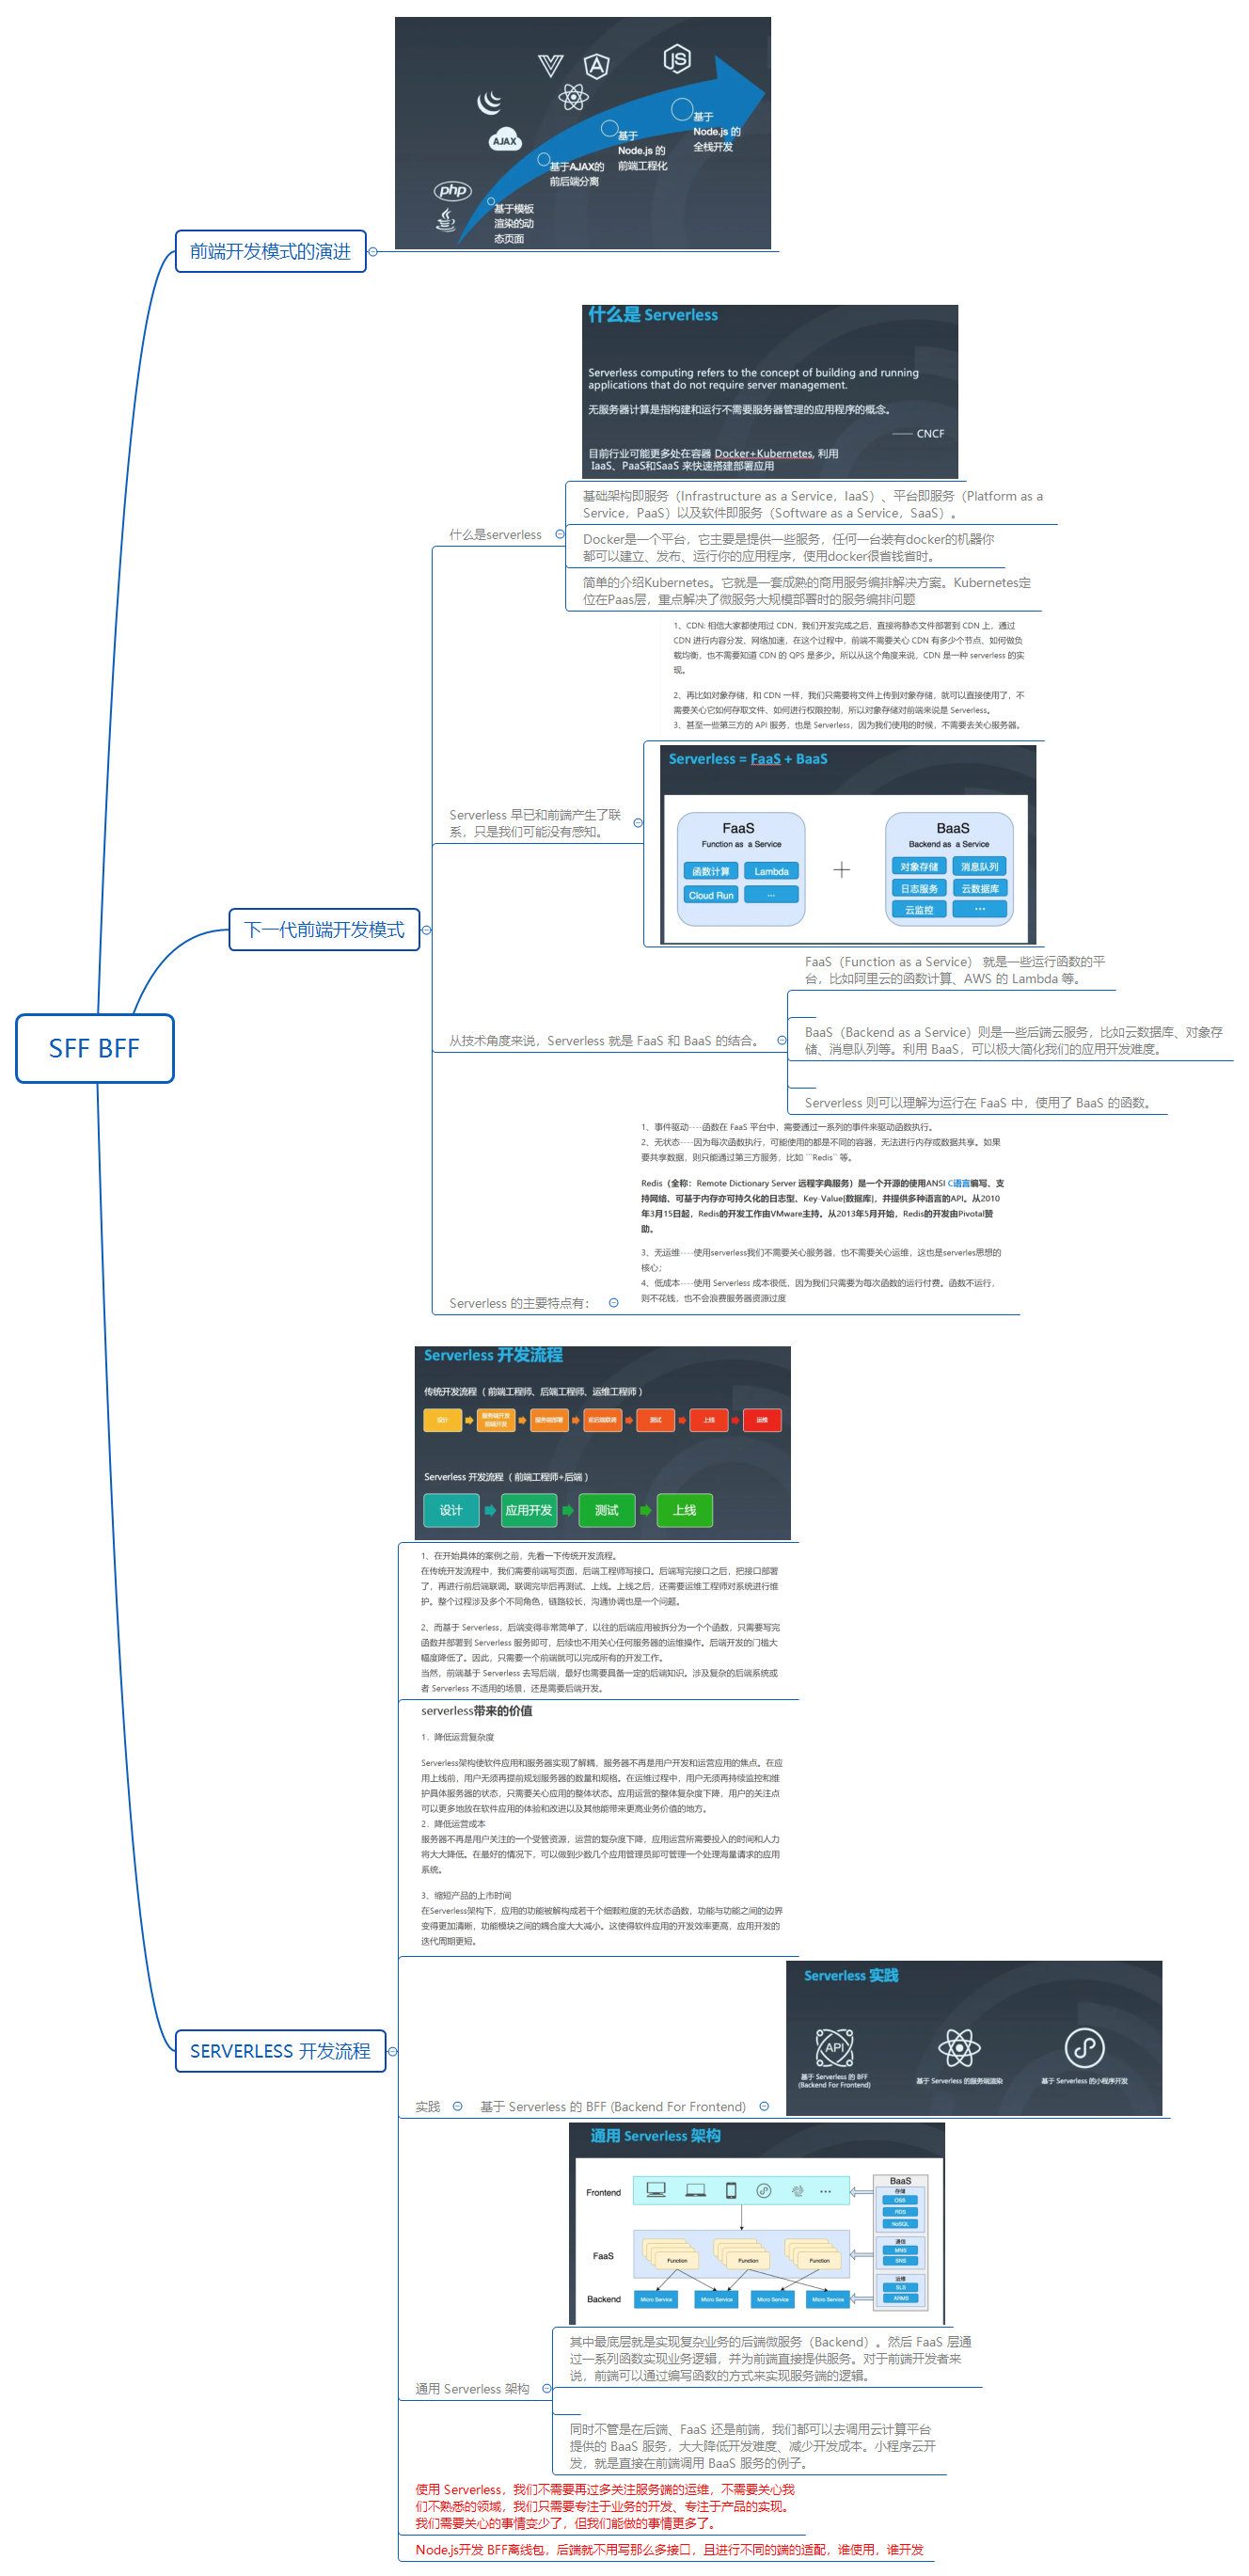 SFF BFF
前端开发模式的演进
JS
AJAX
php
基于模板
渲染的动
态页面
基于AJAX的
前后端分离
基于
Node.js 的
前端工程化
基于
Node.js 的
全栈开发
下一代前端开发模式
什么是serverless
什么是 Serverless
Serverless computing refers to the concept of building and running
applications that do not require server management.
无服务器计算是指构建和运行不需要服务器管理的应用程序的概念。
—— CNCF
目前行业可能更多处在容器 Docker+Kubernetes, 利用
IaaS、PaaS和SaaS 来快速搭建部署应用
基础架构即服务（Infrastructure as a Service，IaaS）、平台即服务（Platform as a
Service，PaaS）以及软件即服务（Software as a Service，SaaS）。
Docker是一个平台，它主要是提供一些服务，任何一台装有docker的机器你
都可以建立、发布、运行你的应用程序，使用docker很省钱省时。
简单的介绍Kubernetes。它就是一套成熟的商用服务编排解决方案。Kubernetes定
位在Paas层，重点解决了微服务大规模部署时的服务编排问题
Serverless 早已和前端产生了联
系，只是我们可能没有感知。
1、CDN: 相信大家都使用过 CDN，我们开发完成之后，直接将静态文件部署到 CDN 上，通过
CDN 进行内容分发、网络加速，在这个过程中，前端不需要关心 CDN 有多少个节点、如何做负
载均衡，也不需要知道 CDN 的 QPS 是多少。所以从这个角度来说，CDN 是一种 serverless 的实
现。
2、再比如对象存储，和 CDN 一样，我们只需要将文件上传到对象存储，就可以直接使用了，不
需要关心它如何存取文件、如何进行权限控制，所以对象存储对前端来说是 Serverless。
3、甚至一些第三方的 API 服务，也是 Serverless，因为我们使用的时候，不需要去关心服务器。
Serverless = FaaS + BaaS
FaaS
Function as a Service
函数计算
Lambda
Cloud Run
...
+
BaaS
Backend as a Service
对象存储
消息队列
日志服务
云数据库
云监控
...
从技术角度来说，Serverless 就是 FaaS 和 BaaS 的结合。
FaaS（Function as a Service） 就是一些运行函数的平
台，比如阿里云的函数计算、AWS 的 Lambda 等。
BaaS（Backend as a Service）则是一些后端云服务，比如云数据库、对象存
储、消息队列等。利用 BaaS，可以极大简化我们的应用开发难度。
Serverless 则可以理解为运行在 FaaS 中，使用了 BaaS 的函数。
Serverless 的主要特点有：
1、事件驱动-----函数在 FaaS 平台中，需要通过一系列的事件来驱动函数执行。
2、无状态-----因为每次函数执行，可能使用的都是不同的容器，无法进行内存或数据共享。如果
要共享数据，则只能通过第三方服务，比如 ```Redis`` 等。
Redis（全称：Remote Dictionary Server 远程字典服务）是一个开源的使用ANSI C语言编写、支
持网络、可基于内存亦可持久化的日志型、Key-Value[数据库]，并提供多种语言的API。从2010
年3月15日起，Redis的开发工作由VMware主持。从2013年5月开始，Redis的开发由Pivotal赞
助。
3、无运维-----使用serverless我们不需要关心服务器，也不需要关心运维，这也是serverles思想的
核心；
4、低成本-----使用 Serverless 成本很低，因为我们只需要为每次函数的运行付费。函数不运行，
则不花钱，也不会浪费服务器资源过度
SERVERLESS 开发流程
Serverless 开发流程
传统开发流程（ 前端工程师、后端工程师、运维工程师 ）
设计
服务端开发
前端开发
服务端部署
前后端联调
测试
上线
运维
Serverless 开发流程（ 前端工程师+后端 ）
设计
应用开发
测试
上线
1、在开始具体的案例之前，先看一下传统开发流程。
在传统开发流程中，我们需要前端写页面，后端工程师写接口。后端写完接口之后，把接口部署
了，再进行前后端联调。联调完毕后再测试、上线。上线之后，还需要运维工程师对系统进行维
护。整个过程涉及多个不同角色，链路较长，沟通协调也是一个问题。
2、而基于 Serverless，后端变得非常简单了，以往的后端应用被拆分为一个个函数，只需要写完
函数并部署到 Serverless 服务即可，后续也不用关心任何服务器的运维操作。后端开发的门槛大
幅度降低了。因此，只需要一个前端就可以完成所有的开发工作。
当然，前端基于 Serverless 去写后端，最好也需要具备一定的后端知识。涉及复杂的后端系统或
者 Serverless 不适用的场景，还是需要后端开发。
serverless带来的价值
1．降低运营复杂度
Serverless架构使软件应用和服务器实现了解耦，服务器不再是用户开发和运营应用的焦点。在应
用上线前，用户无须再提前规划服务器的数量和规格。在运维过程中，用户无须再持续监控和维
护具体服务器的状态，只需要关心应用的整体状态。应用运营的整体复杂度下降，用户的关注点
可以更多地放在软件应用的体验和改进以及其他能带来更高业务价值的地方。
2．降低运营成本
服务器不再是用户关注的一个受管资源，运营的复杂度下降，应用运营所需要投入的时间和人力
将大大降低。在最好的情况下，可以做到少数几个应用管理员即可管理一个处理海量请求的应用
系统。
3、缩短产品的上市时间
在Serverless架构下，应用的功能被解构成若干个细颗粒度的无状态函数，功能与功能之间的边界
变得更加清晰，功能模块之间的耦合度大大减小。这使得软件应用的开发效率更高，应用开发的
迭代周期更短。
实践
基于 Serverless 的 BFF (Backend For Frontend)
Serverless 实践
API
基于 Serverless 的 BFF
(Backend For Frontend)
基于 Serverless 的服务端渲染
基于 Serverless 的小程序开发
通用 Serverless 架构
通用 Serverless 架构
Frontend
...
FaaS
Function
Function
Function
Backend
Micro Service
Micro Service
Micro Service
Micro Service
BaaS
存储
OSS
RDS
NoSQL
通信
MNS
SNS
运维
SLS
ARMS
其中最底层就是实现复杂业务的后端微服务（Backend）。然后 FaaS 层通
过一系列函数实现业务逻辑，并为前端直接提供服务。对于前端开发者来
说，前端可以通过编写函数的方式来实现服务端的逻辑。
同时不管是在后端、FaaS 还是前端，我们都可以去调用云计算平台
提供的 BaaS 服务，大大降低开发难度、减少开发成本。小程序云开
发，就是直接在前端调用 BaaS 服务的例子。
使用 Serverless，我们不需要再过多关注服务端的运维，不需要关心我
们不熟悉的领域，我们只需要专注于业务的开发、专注于产品的实现。
我们需要关心的事情变少了，但我们能做的事情更多了。
Node.js开发 BFF离线包，后端就不用写那么多接口，且进行不同的端的适配，谁使用，谁开发